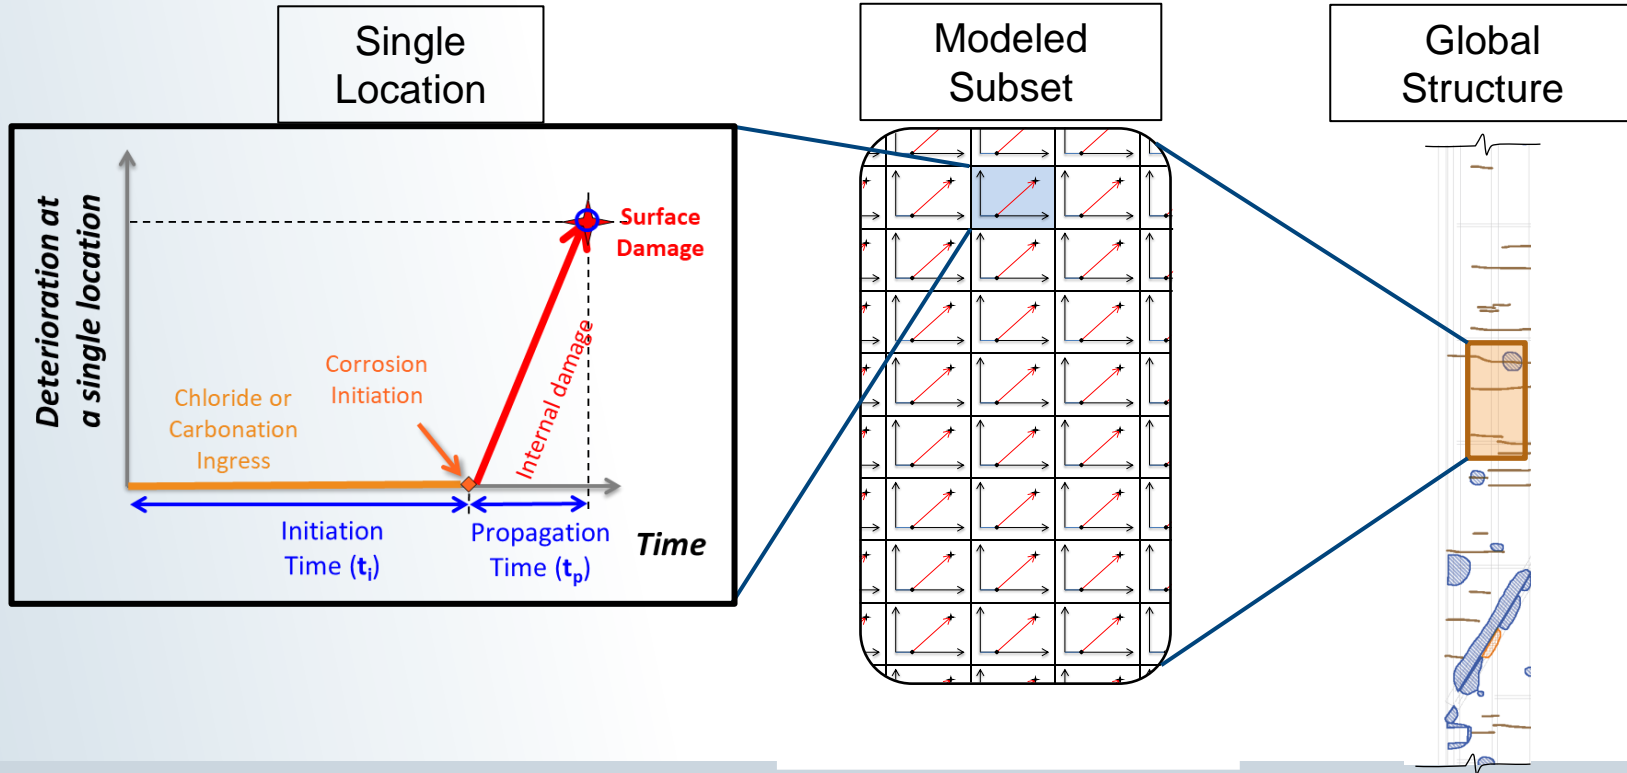 Single
Location
Modeled
Subset
Global
Structure
Deterioration at
a single location
Surface
Damage
Internal damage
Corrosion
Initiation
Chloride or
Carbonation
Ingress
Initiation
Time (ti)
Propagation
Time (tp)
Time